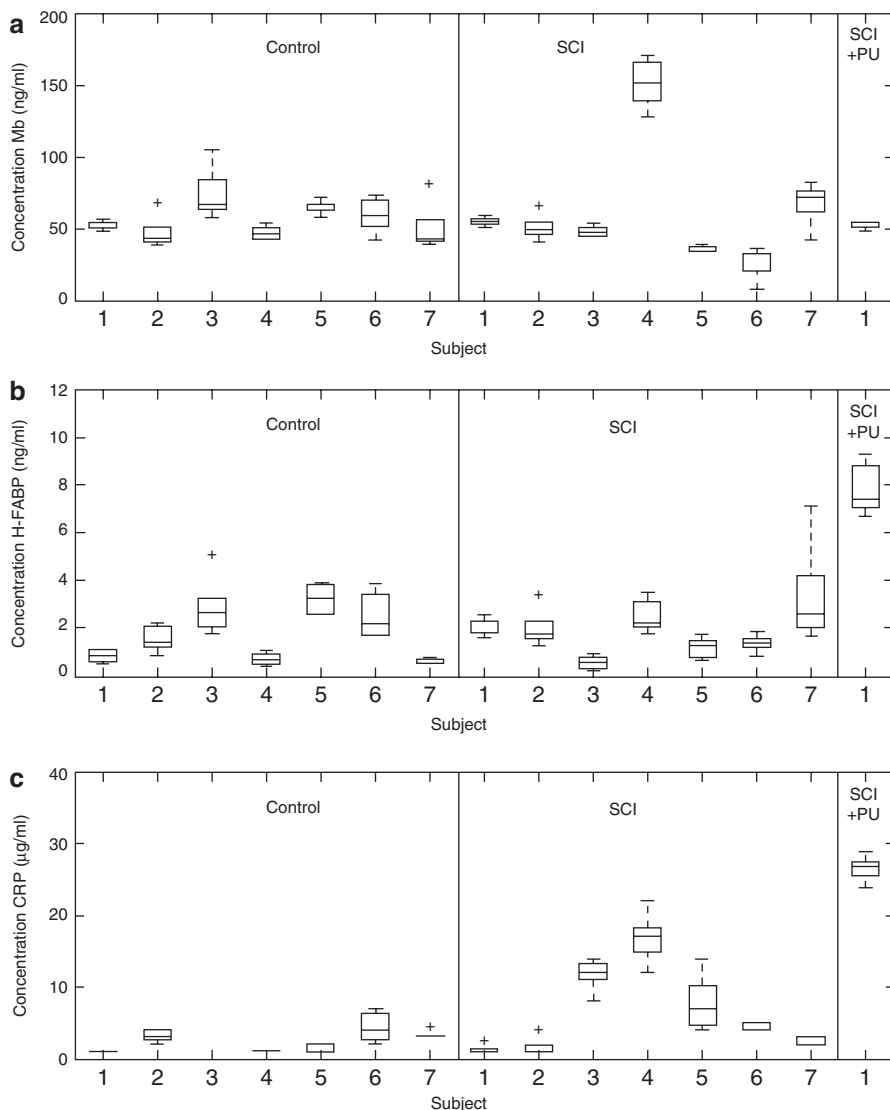 a
Concentration Mb (ng/ml)
200
150
100
50
0
Control
SCI
SCI
+PU
1 2 3 4 5 6 7 1 2 3 4 5 6 7 1
Subject
b
Concentration H-FABP (ng/ml)
12
10
8
6
4
2
0
Control
SCI
SCI
+PU
1 2 3 4 5 6 7 1 2 3 4 5 6 7 1
Subject
c
Concentration CRP (µg/ml)
40
30
20
10
0
Control
SCI
SCI
+PU
1 2 3 4 5 6 7 1 2 3 4 5 6 7 1
Subject